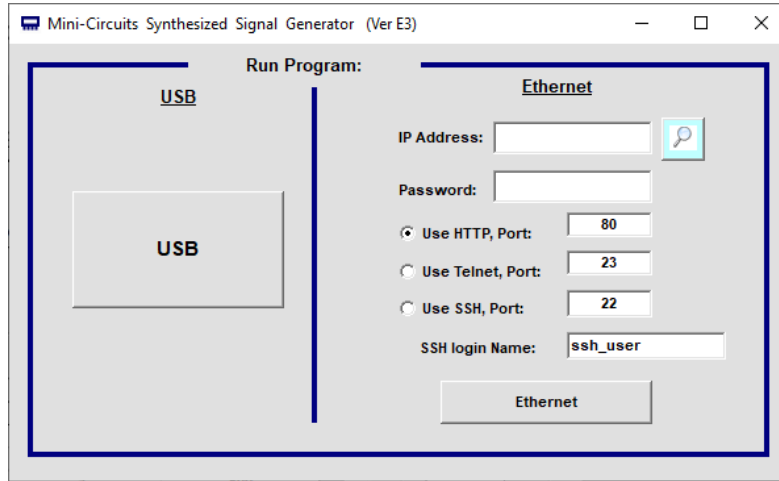 Mini-Circuits Synthesized Signal Generator (Ver E3)
Run Program:
USB
USB
Ethernet
IP Address:
Password:
Use HTTP, Port: 80
Use Telnet, Port: 23
Use SSH, Port: 22
SSH login Name: ssh_user
Ethernet